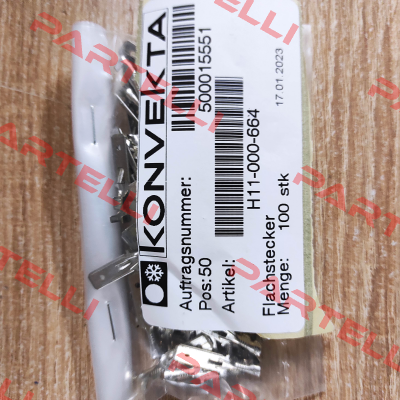 KONVEKTA
Auftragsnummer:
500015551
Pos:50
Artikel:
H11-000-664
Flachstecker
Menge: 100 stk
17.01.2023
PARTELLI
PARTELLI
PARTELLI